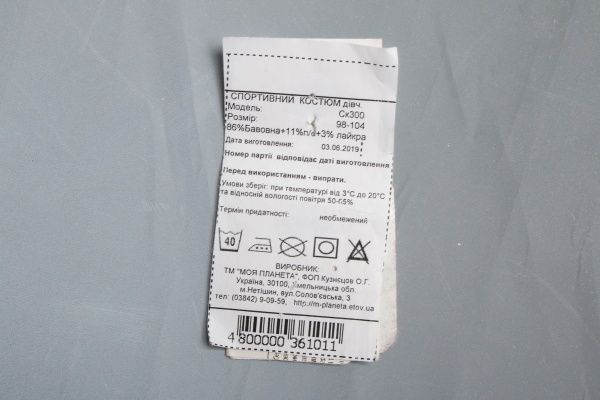 СПОРТИВНИЙ КОСТЮМ дівч.
Модель: Ск300
Розмір: 98-104
86%Бавовна+11%п/е+3% лайкра
Дата виготовлення: 03.06.2019
Номер партії відповідає даті виготовлення
Перед використанням - випрати.
Умови зберіг: при температурі від 3°С до 20°С
та відносній вологості повітря 50-65%
Термін придатності: необмежений
40
ВИРОБНИК:
ТМ "МОЯ ПЛАНЕТА", ФОП Кузнєцов О.Г.
Україна, 30100, Хмельницька обл.
м.Нетішин, вул.Солов'євська, 3
тел: (03842) 9-09-59, http://m-planeta.etov.ua
4 800000 361011